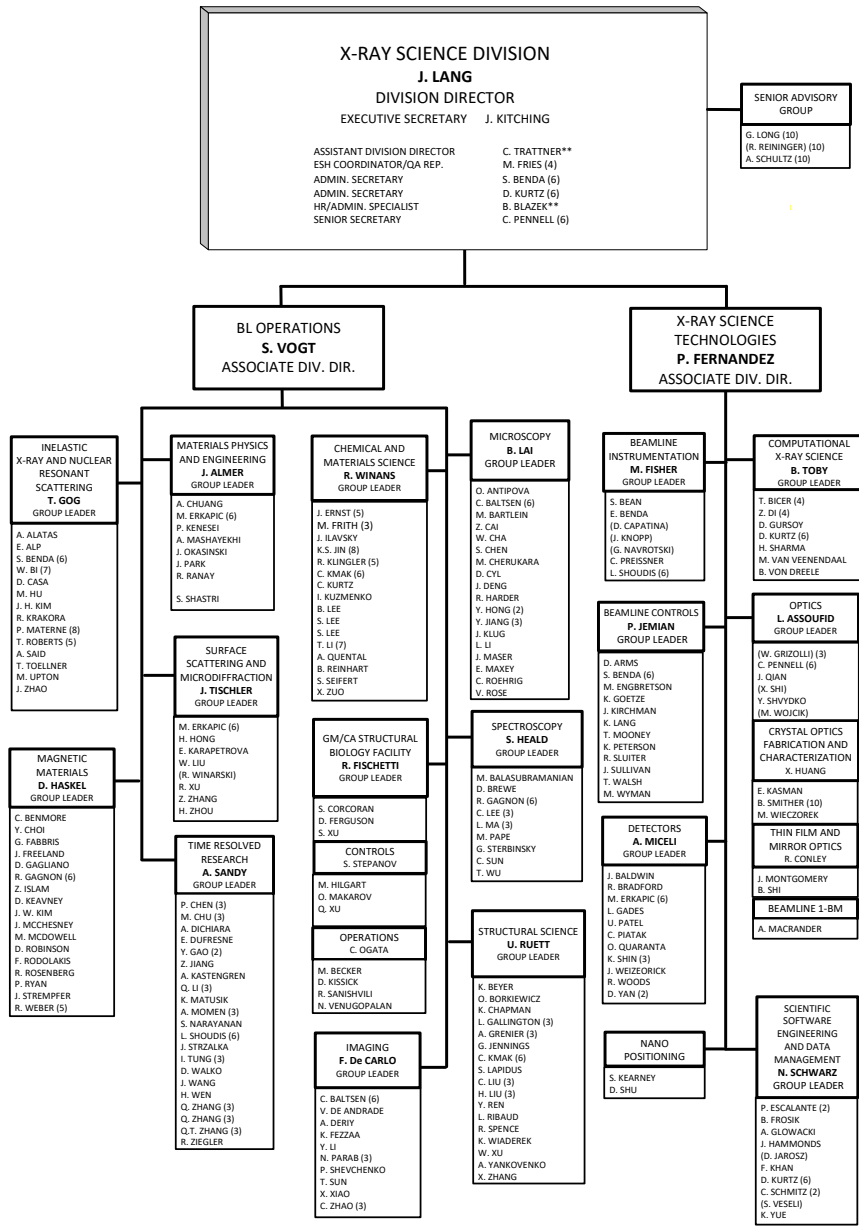 X-RAY SCIENCE DIVISION
J. LANG
DIVISION DIRECTOR
EXECUTIVE SECRETARY J. KITCHING
ASSISTANT DIVISION DIRECTOR C. TRATTNER**
ESH COORDINATOR/QA REP. M. FRIES (4)
ADMIN. SECRETARY S. BENDA (6)
ADMIN. SECRETARY D. KURTZ (6)
HR/ADMIN. SPECIALIST B. BLAZEK**
SENIOR SECRETARY C. PENNELL (6)
SENIOR ADVISORY
GROUP
G. LONG (10)
(R. REININGER) (10)
A. SCHULTZ (10)
BL OPERATIONS
S. VOGT
ASSOCIATE DIV. DIR.
X-RAY SCIENCE
TECHNOLOGIES
P. FERNANDEZ
ASSOCIATE DIV. DIR.
INELASTIC
X-RAY AND NUCLEAR
RESONANT
SCATTERING
T. GOG
GROUP LEADER
A. ALATAS
E. ALP
S. BENDA (6)
W. BI (7)
D. CASA
M. HU
J. H. KIM
R. KRAKORA
P. MATERNE (8)
T. ROBERTS (5)
A. SAID
T. TOELLNER
M. UPTON
J. ZHAO
MAGNETIC
MATERIALS
D. HASKEL
GROUP LEADER
C. BENMORE
Y. CHOI
G. FABBRIS
J. FREELAND
D. GAGLIANO
R. GAGNON (6)
Z. ISLAM
D. KEAVNEY
J. W. KIM
J. MCCHESNEY
M. MCDOWELL
D. ROBINSON
F. RODOLAKIS
R. ROSENBERG
P. RYAN
J. STREMPFER
R. WEBER (5)
MATERIALS PHYSICS
AND ENGINEERING
J. ALMER
GROUP LEADER
A. CHUANG
M. ERKAPIC (6)
P. KENESEI
A. MASHAYEKHI
J. OKASINSKI
J. PARK
R. RANAY
S. SHASTRI
SURFACE
SCATTERING AND
MICRODIFFRACTION
J. TISCHLER
GROUP LEADER
M. ERKAPIC (6)
H. HONG
E. KARAPETROVA
W. LIU
(R. WINARSKI)
R. XU
Z. ZHANG
H. ZHOU
TIME RESOLVED
RESEARCH
A. SANDY
GROUP LEADER
P. CHEN (3)
M. CHU (3)
A. DICHIARA
E. DUFRESNE
Y. GAO (2)
Z. JIANG
A. KASTENGREN
Q. LI (3)
K. MATUSIK
A. MOMEN (3)
S. NARAYANAN
L. SHOUDIS (6)
J. STRZALKA
I. TUNG (3)
D. WALKO
J. WANG
H. WEN
Q. ZHANG (3)
Q. ZHANG (3)
Q.T. ZHANG (3)
R. ZIEGLER
CHEMICAL AND
MATERIALS SCIENCE
R. WINANS
GROUP LEADER
J. ERNST (5)
M. FRITH (3)
J. ILAVSKY
K.S. JIN (8)
R. KLINGLER (5)
C. KMAK (6)
C. KURTZ
I. KUZMENKO
B. LEE
S. LEE
S. LEE
T. LI (7)
A. QUENTAL
B. REINHART
S. SEIFERT
X. ZUO
GM/CA STRUCTURAL
BIOLOGY FACILITY
R. FISCHETTI
GROUP LEADER
S. CORCORAN
D. FERGUSON
S. XU
CONTROLS
S. STEPANOV
M. HILGART
O. MAKAROV
Q. XU
OPERATIONS
C. OGATA
M. BECKER
D. KISSICK
R. SANISHVILI
N. VENUGOPALAN
IMAGING
F. De CARLO
GROUP LEADER
C. BALTSEN (6)
V. DE ANDRADE
A. DERIY
K. FEZZAA
Y. LI
N. PARAB (3)
P. SHEVCHENKO
T. SUN
X. XIAO
C. ZHAO (3)
MICROSCOPY
B. LAI
GROUP LEADER
O. ANTIPOVA
C. BALTSEN (6)
M. BARTLEIN
Z. CAI
W. CHA
S. CHEN
M. CHERUKARA
D. CYL
J. DENG
R. HARDER
Y. HONG (2)
Y. JIANG (3)
J. KLUG
L. LI
J. MASER
E. MAXEY
C. ROEHRIG
V. ROSE
SPECTROSCOPY
S. HEALD
GROUP LEADER
M. BALASUBRAMANIAN
D. BREWE
R. GAGNON (6)
C. LEE (3)
L. MA (3)
M. PAPE
G. STERBINSKY
C. SUN
T. WU
STRUCTURAL SCIENCE
U. RUETT
GROUP LEADER
K. BEYER
O. BORKIEWICZ
K. CHAPMAN
L. GALLINGTON (3)
A. GRENIER (3)
G. JENNINGS
C. KMAK (6)
S. LAPIDUS
C. LIU (3)
H. LIU (3)
Y. REN
L. RIBAUD
R. SPENCE
K. WIADEREK
W. XU
A. YANKOVENKO
X. ZHANG
BEAMLINE
INSTRUMENTATION
M. FISHER
GROUP LEADER
S. BEAN
E. BENDA
(D. CAPATINA)
(J. KNOPP)
(G. NAVROTSKI)
C. PREISSNER
L. SHOUDIS (6)
BEAMLINE CONTROLS
P. JEMIAN
GROUP LEADER
D. ARMS
S. BENDA (6)
M. ENGBRETSON
K. GOETZE
J. KIRCHMAN
K. LANG
T. MOONEY
K. PETERSON
R. SLUITER
J. SULLIVAN
T. WALSH
M. WYMAN
DETECTORS
A. MICELI
GROUP LEADER
J. BALDWIN
R. BRADFORD
M. ERKAPIC (6)
L. GADES
U. PATEL
C. PIATAK
O. QUARANTA
K. SHIN (3)
J. WEIZEORICK
R. WOODS
D. YAN (2)
NANO
POSITIONING
S. KEARNEY
D. SHU
COMPUTATIONAL
X-RAY SCIENCE
B. TOBY
GROUP LEADER
T. BICER (4)
Z. DI (4)
D. GURSOY
D. KURTZ (6)
H. SHARMA
M. VAN VEENENDAAL
B. VON DREELE
OPTICS
L. ASSOUFID
GROUP LEADER
(W. GRIZOLLI) (3)
C. PENNELL (6)
J. QIAN
(X. SHI)
Y. SHVYDKO
(M. WOJCIK)
CRYSTAL OPTICS
FABRICATION AND
CHARACTERIZATION
X. HUANG
E. KASMAN
B. SMITHER (10)
M. WIECZOREK
THIN FILM AND
MIRROR OPTICS
R. CONLEY
J. MONTGOMERY
B. SHI
BEAMLINE 1-BM
A. MACRANDER
SCIENTIFIC
SOFTWARE
ENGINEERING
AND DATA
MANAGEMENT
N. SCHWARZ
GROUP LEADER
P. ESCALANTE (2)
B. FROSIK
A. GLOWACKI
J. HAMMONDS
(D. JAROSZ)
F. KHAN
D. KURTZ (6)
C. SCHMITZ (2)
(S. VESELI)
K. YUE